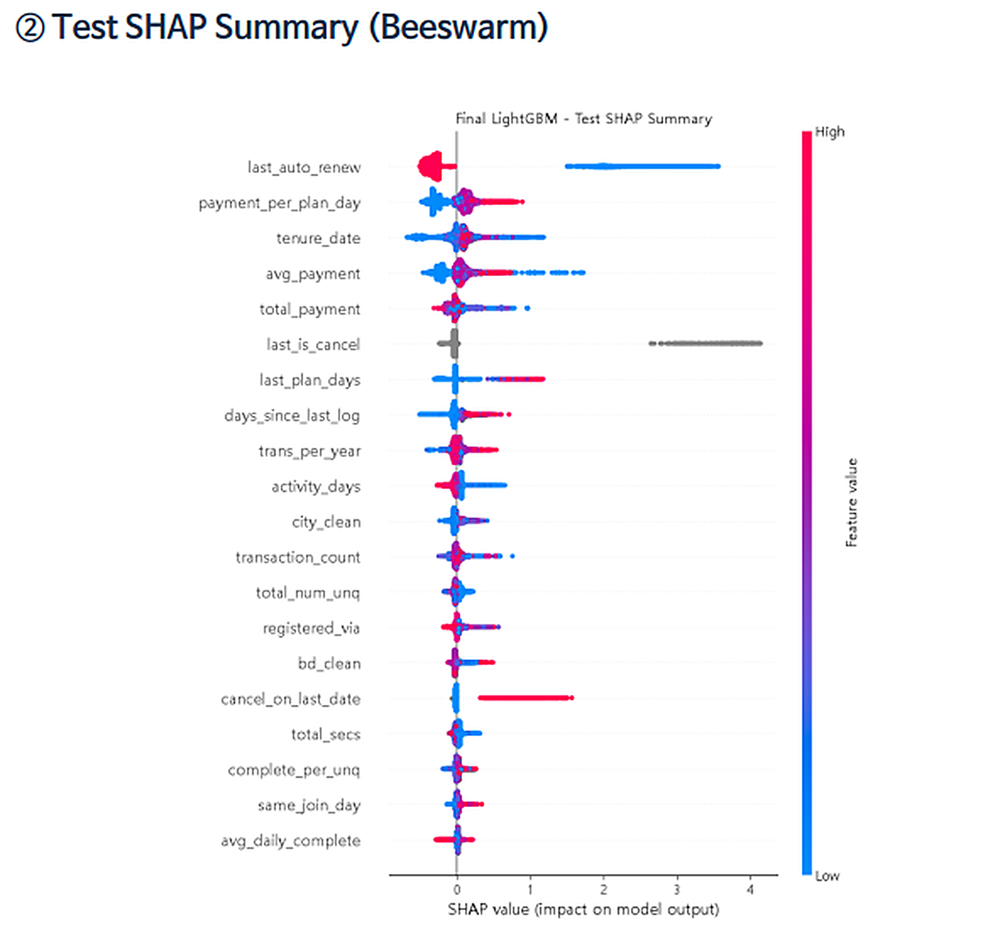 ② Test SHAP Summary (Beeswarm)
Final LightGBM - Test SHAP Summary
High
last_auto_renew
payment_per_plan_day
tenure_date
avg_payment
total_payment
last_is_cancel
last_plan_days
days_since_last_log
trans_per_year
activity_days
city_clean
transaction_count
total_num_unq
registered_via
bd_clean
cancel_on_last_date
total_secs
complete_per_unq
same_join_day
avg_daily_complete
Feature value
Low
0 1 2 3 4
SHAP value (impact on model output)